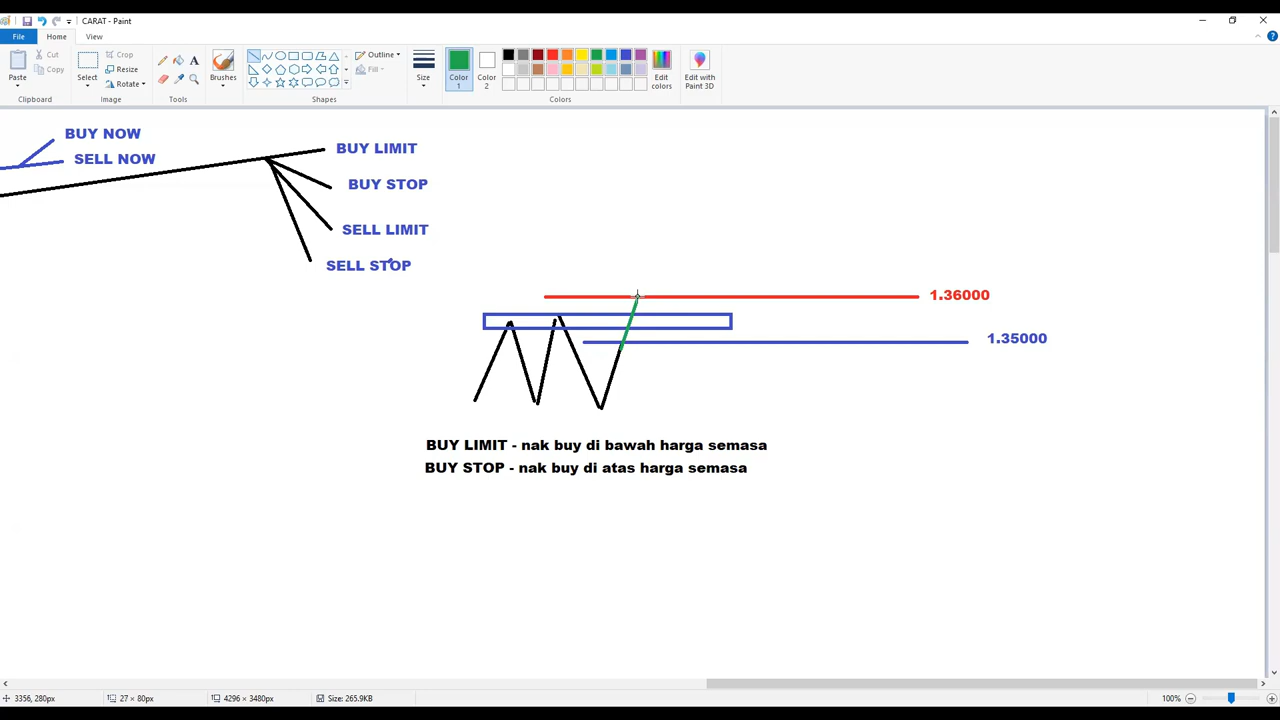 CARAT - Paint
File
Home
View
Paste
Cut
Copy
Clipboard
Select
Crop
Resize
Rotate
Image
Tools
Brushes
Shapes
Outline
Fill
Size
Color 1
Color 2
Colors
Edit colors
Edit with Paint 3D
BUY NOW
SELL NOW
BUY LIMIT
BUY STOP
SELL LIMIT
SELL STOP
1.36000
1.35000
BUY LIMIT - nak buy di bawah harga semasa
BUY STOP - nak buy di atas harga semasa
3356, 280px
27 × 80px
4296 × 3480px
Size: 265.9KB
100%